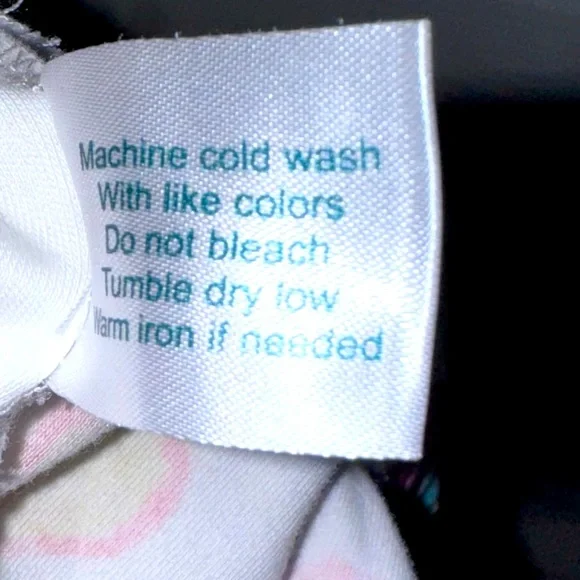 Machine cold wash
With like colors
Do not bleach
Tumble dry low
Warm iron if needed